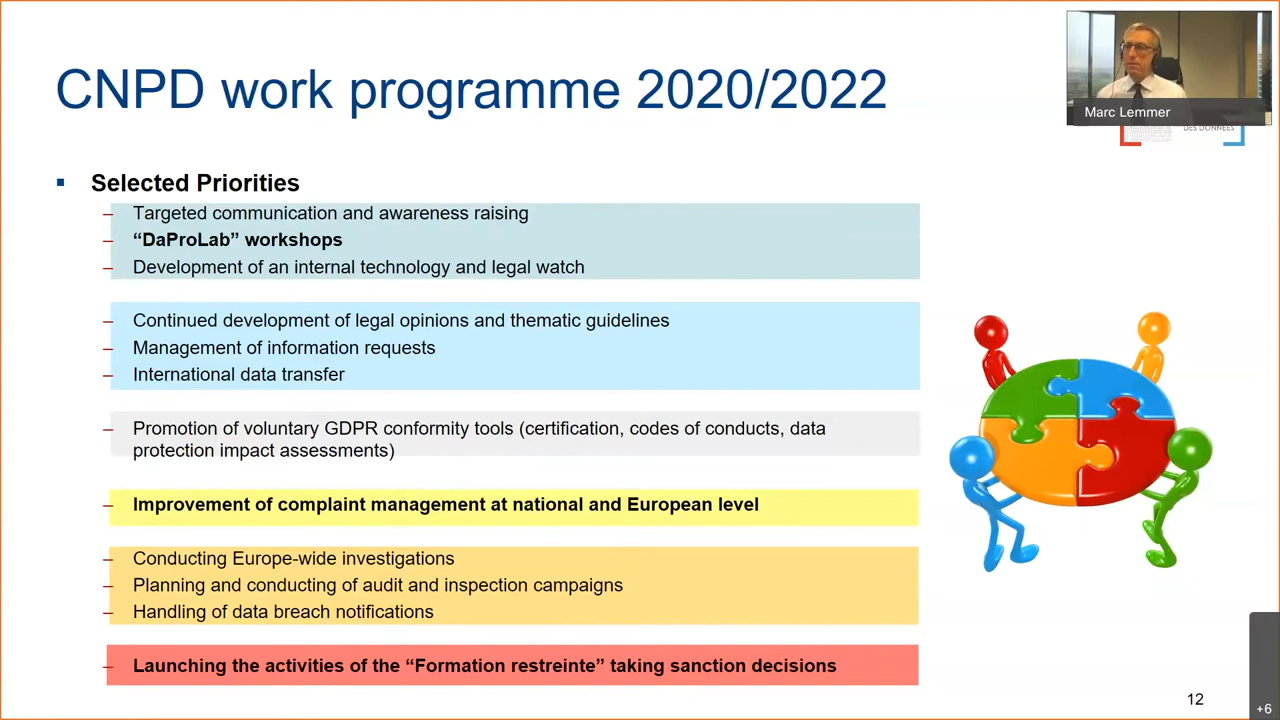 CNPD work programme 2020/2022
Marc Lemmer
DES DONNÉES
▪ Selected Priorities
– Targeted communication and awareness raising
– “DaProLab” workshops
– Development of an internal technology and legal watch
– Continued development of legal opinions and thematic guidelines
– Management of information requests
– International data transfer
– Promotion of voluntary GDPR conformity tools (certification, codes of conducts, data
protection impact assessments)
– Improvement of complaint management at national and European level
– Conducting Europe-wide investigations
– Planning and conducting of audit and inspection campaigns
– Handling of data breach notifications
– Launching the activities of the “Formation restreinte” taking sanction decisions
12
+6